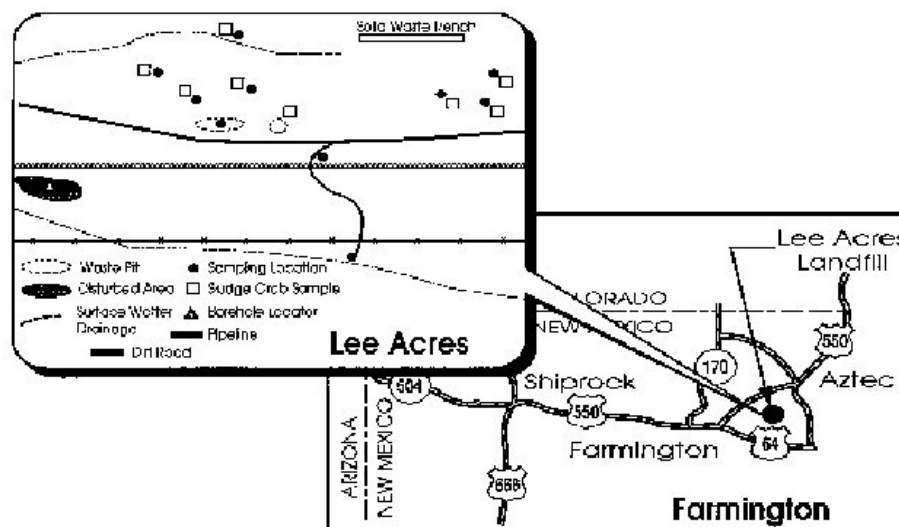 Solid Waste Trench
Waste Pit
Sampling Location
Disturbed Area
Sludge Grab Sample
Surface Watter
Drainage
Borehole Locator
Pipeline
Dirt Road
Lee Acres
Lee Acres
Landfill
COLORADO
NEW MEXICO
550
170
Aztec
504
Shiprock
550
64
Farmington
ARIZONA
NEW MEXICO
666
Farmington